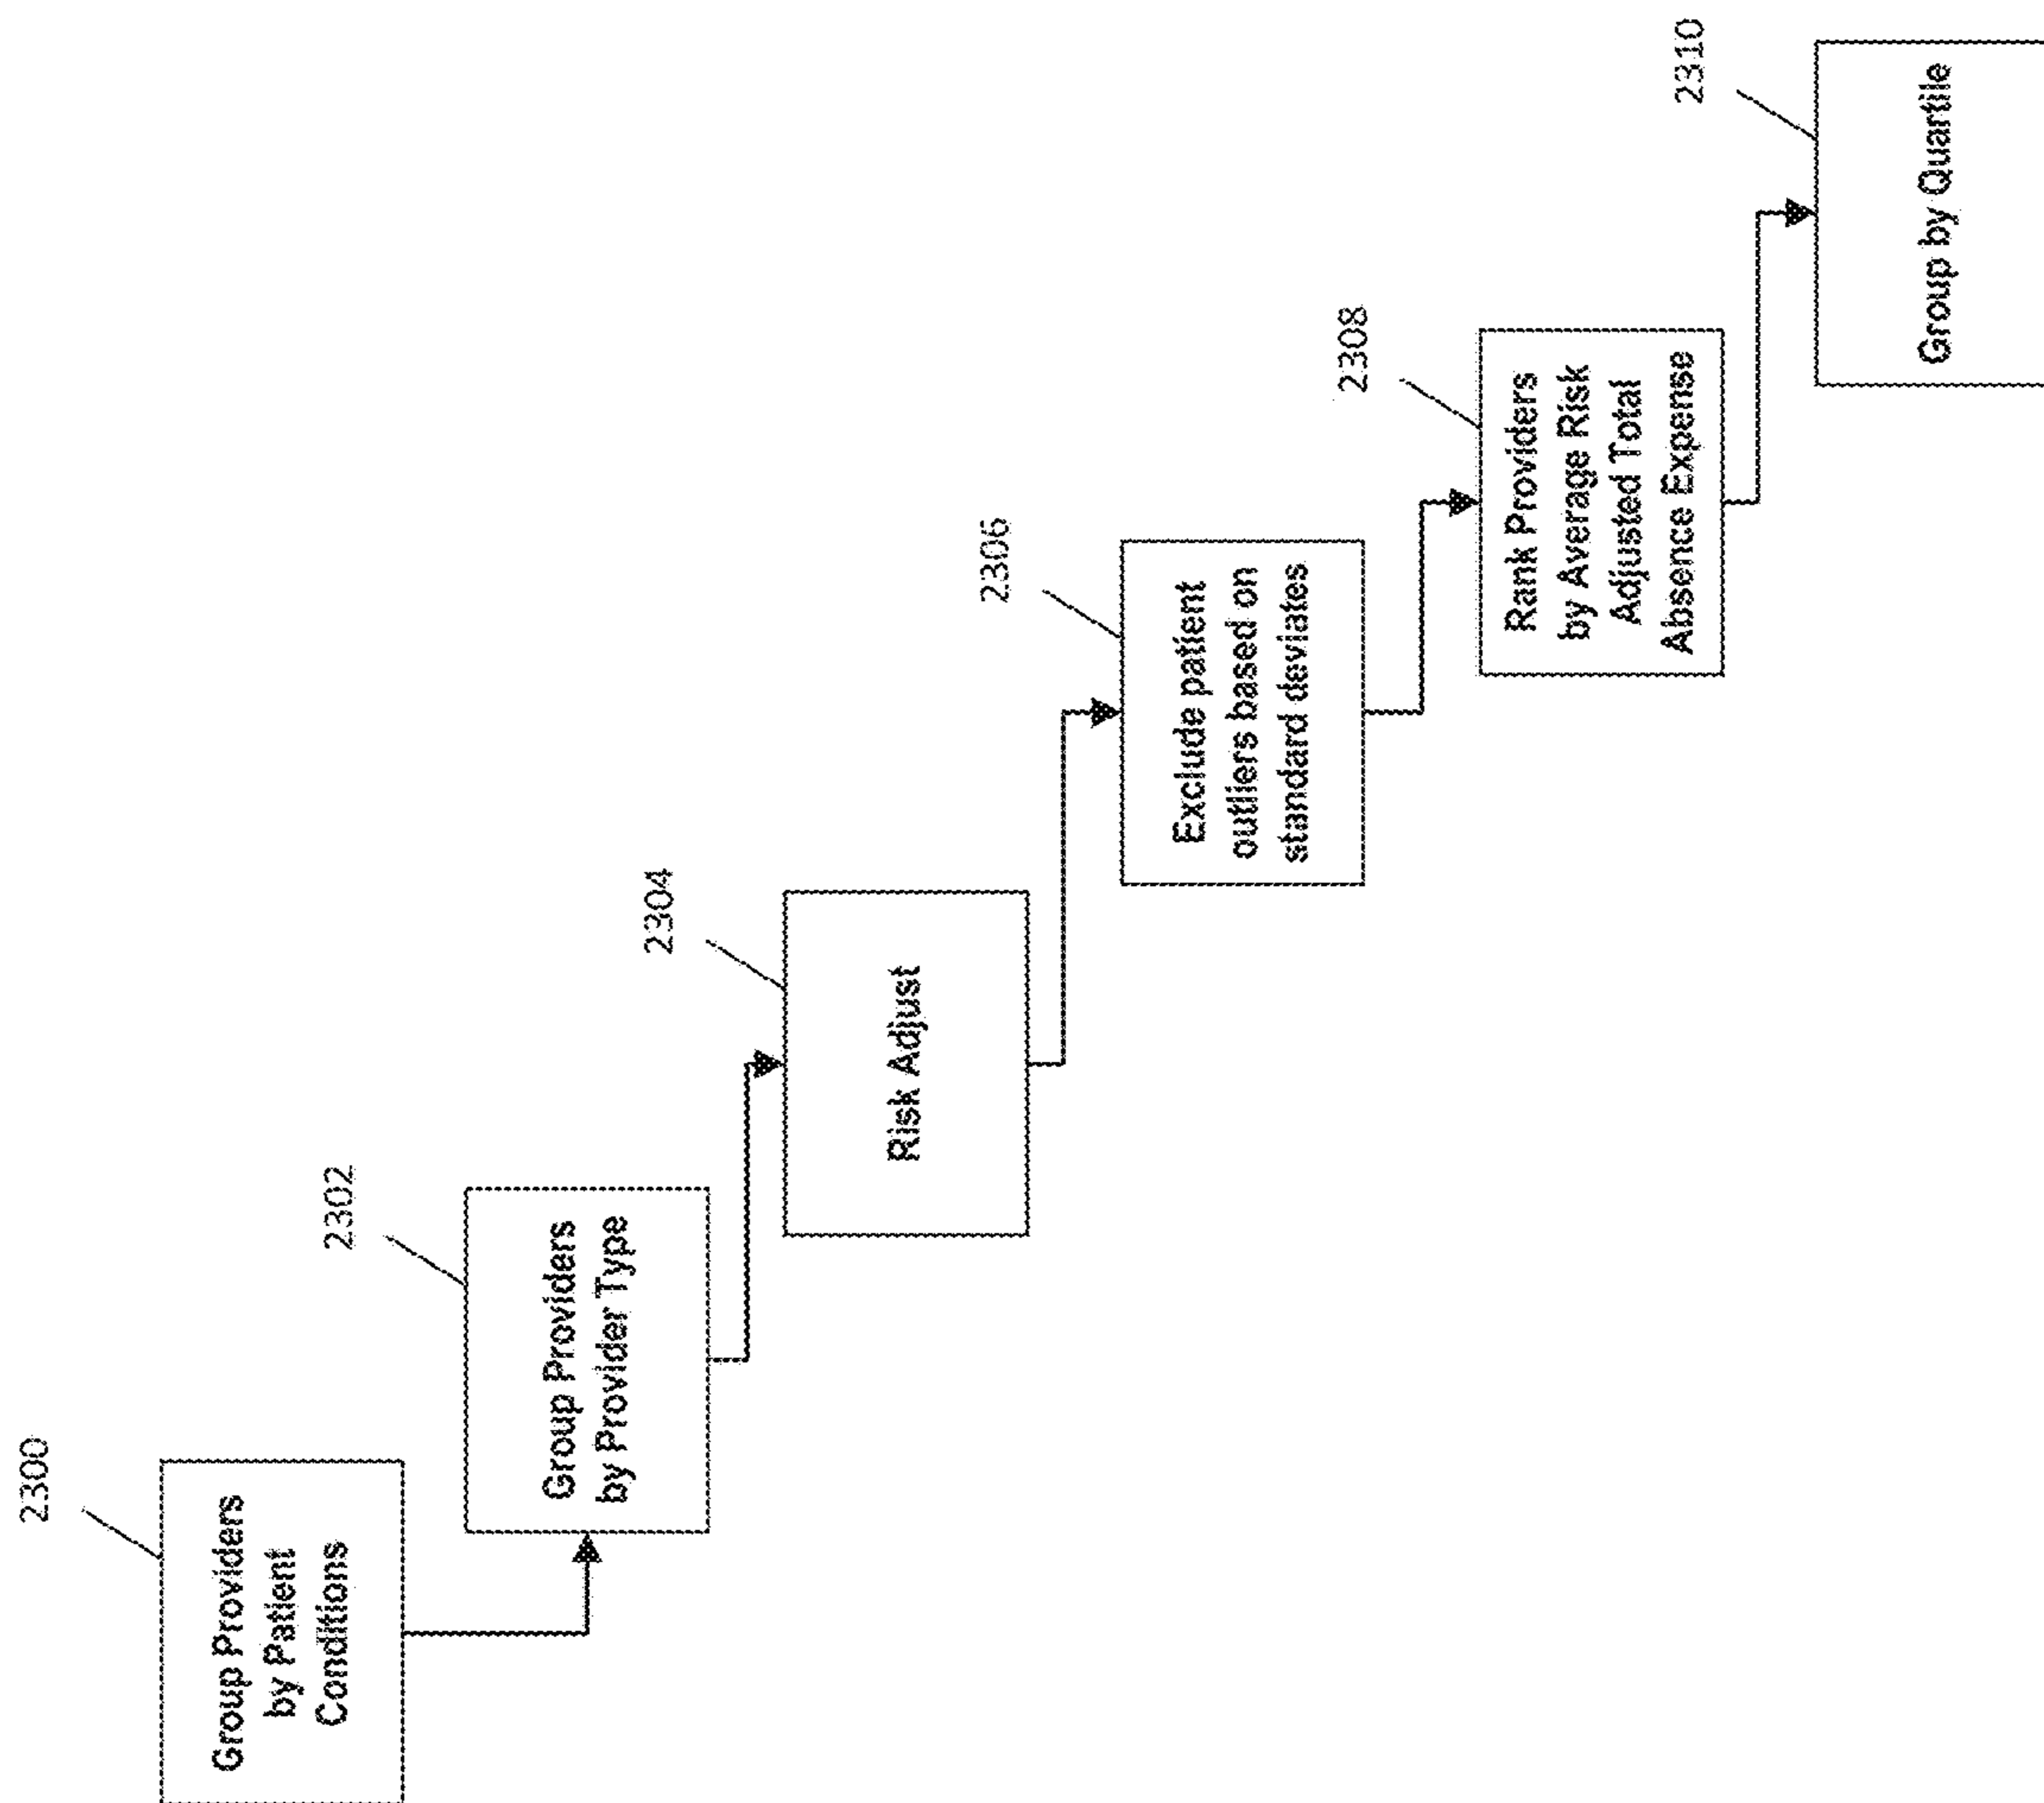 2300
Group Providers
by Patient
Conditions
2302
Group Providers
by Provider Type
2304
Risk Adjust
2306
Exclude patient
outliers based on
standard deviates
2308
Rank Providers
by Average Risk
Adjusted Total
Absence Expense
2310
Group by Quartile